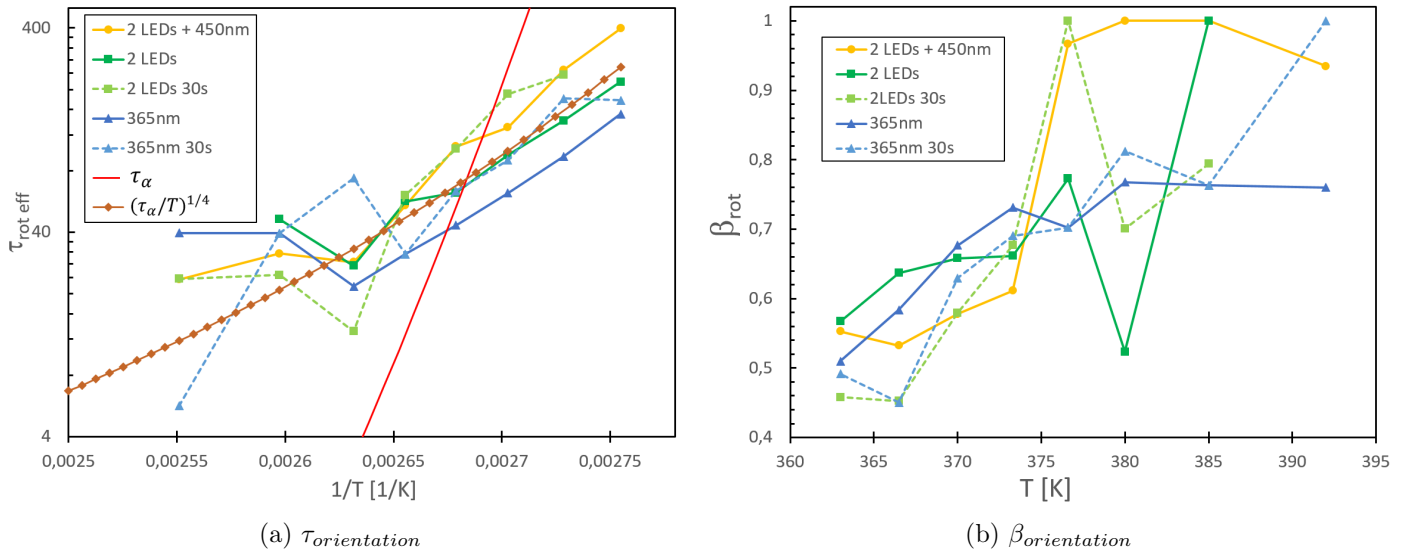 400
40
4
τrot eff
2 LEDs + 450nm
2 LEDs
2 LEDs 30s
365nm
365nm 30s
τα
(τα/T)1/4
0,0025
0,00255
0,0026
0,00265
0,0027
0,00275
1/T [1/K]
(a) τorientation
1
0,9
0,8
0,7
0,6
0,5
0,4
βrot
2 LEDs + 450nm
2 LEDs
2LEDs 30s
365nm
365nm 30s
360
365
370
375
380
385
390
395
T [K]
(b) βorientation